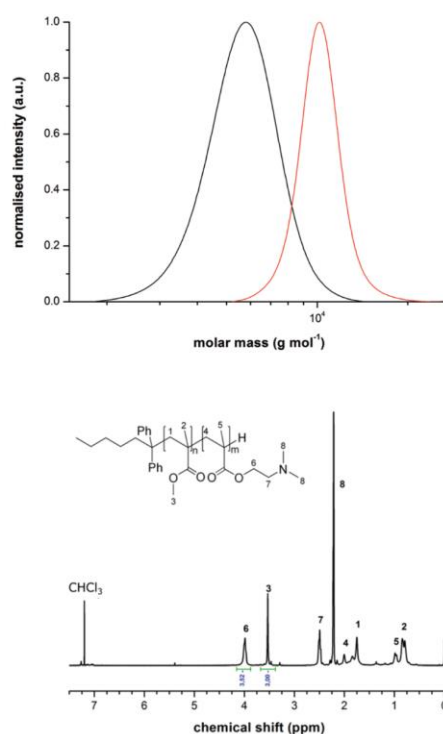 normalised intensity (a.u.)
1.0
0.8
0.6
0.4
0.2
0.0
10⁴
molar mass (g mol⁻¹)
Ph
Ph
1
2
n
O
O
3
4
5
H
m
O
O
6
7
N
8
8
CHCl₃
6
3
7
8
4
1
5
2
3.00
7 6 5 4 3 2 1 0
chemical shift (ppm)